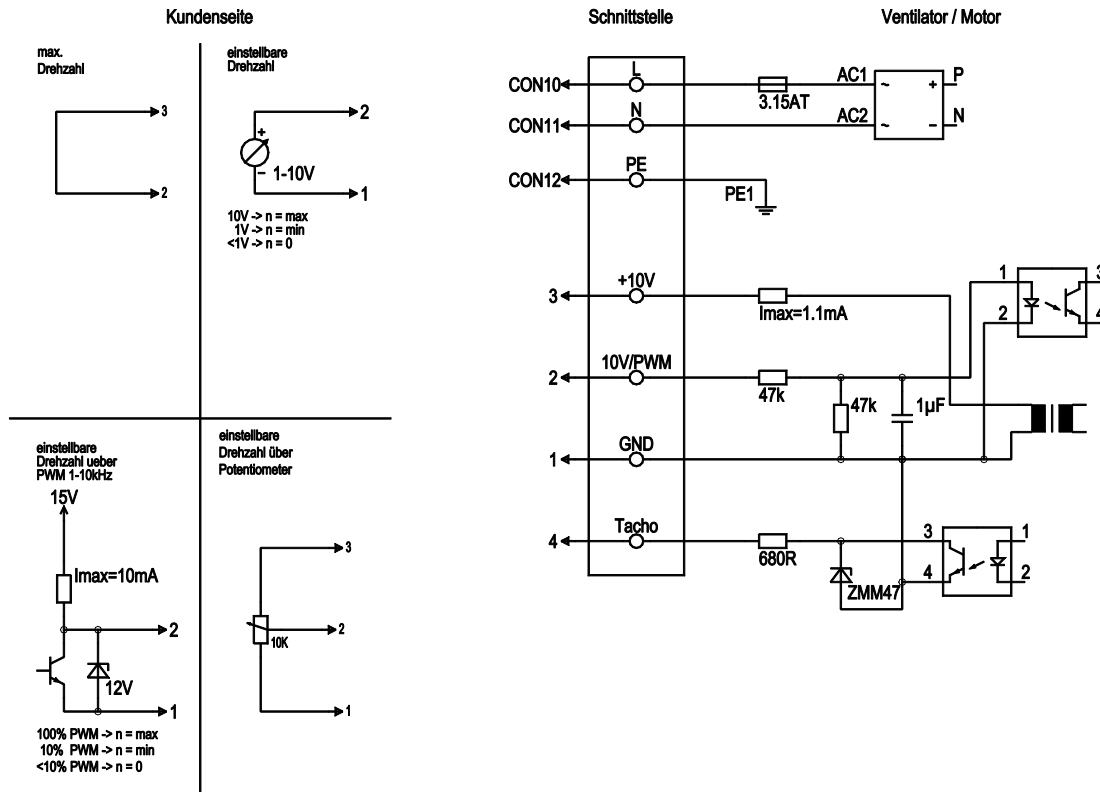 Kundenseite
Schnittstelle
Ventilator / Motor
max.
Drehzahl
3
2
einstellbare
Drehzahl
2
+
1-10V
−
1
10V -> n = max
1V -> n = min
<1V -> n = 0
einstellbare
Drehzahl ueber
PWM 1-10kHz
15V
Imax=10mA
2
12V
1
100% PWM -> n = max
10% PWM -> n = min
<10% PWM -> n = 0
einstellbare
Drehzahl über
Potentiometer
3
10K
2
1
CON10
L
3.15AT
AC1
~
+
P
CON11
N
AC2
~
−
N
CON12
PE
PE1
3
+10V
Imax=1.1mA
1
2
3
4
2
10V/PWM
47k
47k
1µF
1
GND
4
Tacho
680R
ZMM47
3
4
1
2